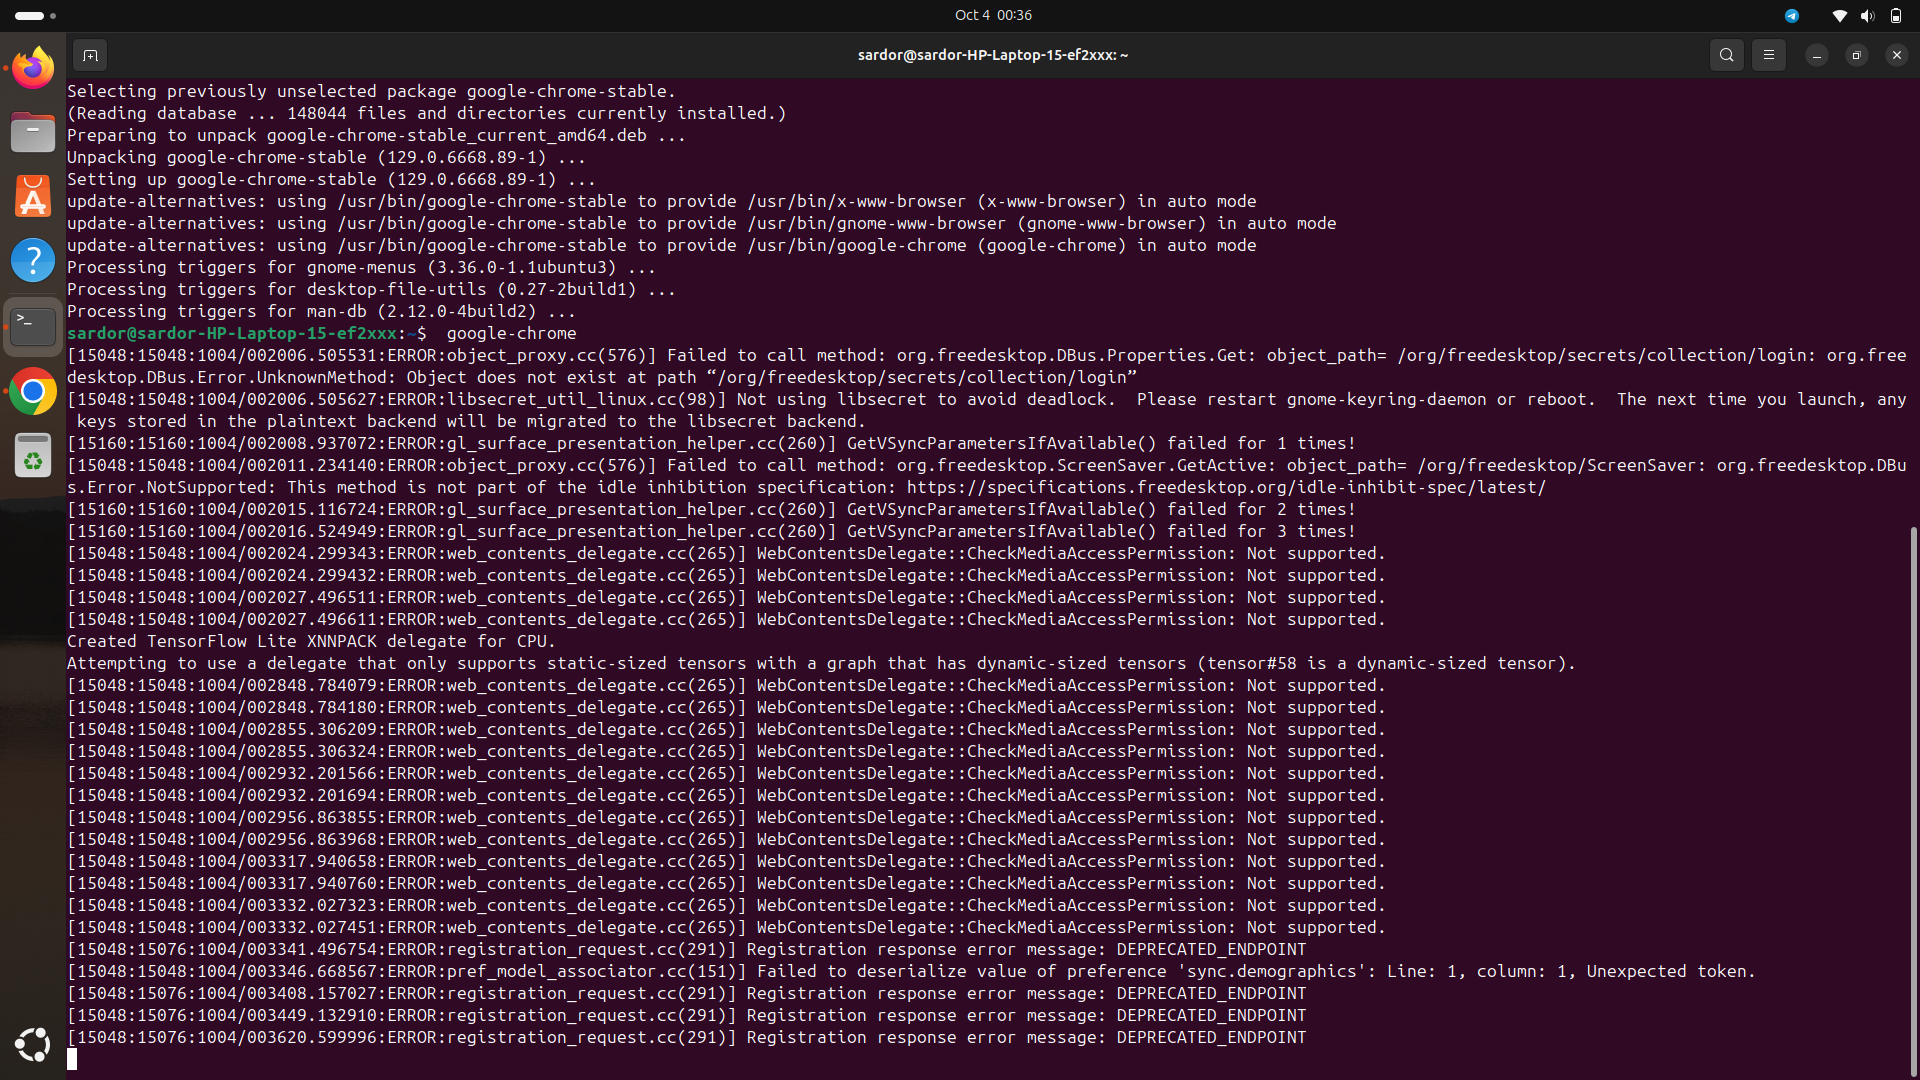 Oct 4 00:36
sardor@sardor-HP-Laptop-15-ef2xxx: ~
Selecting previously unselected package google-chrome-stable.
(Reading database ... 148044 files and directories currently installed.)
Preparing to unpack google-chrome-stable_current_amd64.deb ...
Unpacking google-chrome-stable (129.0.6668.89-1) ...
Setting up google-chrome-stable (129.0.6668.89-1) ...
update-alternatives: using /usr/bin/google-chrome-stable to provide /usr/bin/x-www-browser (x-www-browser) in auto mode
update-alternatives: using /usr/bin/google-chrome-stable to provide /usr/bin/gnome-www-browser (gnome-www-browser) in auto mode
update-alternatives: using /usr/bin/google-chrome-stable to provide /usr/bin/google-chrome (google-chrome) in auto mode
Processing triggers for gnome-menus (3.36.0-1.1ubuntu3) ...
Processing triggers for desktop-file-utils (0.27-2build1) ...
Processing triggers for man-db (2.12.0-4build2) ...
sardor@sardor-HP-Laptop-15-ef2xxx:~$  google-chrome
[15048:15048:1004/002006.505531:ERROR:object_proxy.cc(576)] Failed to call method: org.freedesktop.DBus.Properties.Get: object_path= /org/freedesktop/secrets/collection/login: org.free
desktop.DBus.Error.UnknownMethod: Object does not exist at path “/org/freedesktop/secrets/collection/login”
[15048:15048:1004/002006.505627:ERROR:libsecret_util_linux.cc(98)] Not using libsecret to avoid deadlock.  Please restart gnome-keyring-daemon or reboot.  The next time you launch, any
 keys stored in the plaintext backend will be migrated to the libsecret backend.
[15160:15160:1004/002008.937072:ERROR:gl_surface_presentation_helper.cc(260)] GetVSyncParametersIfAvailable() failed for 1 times!
[15048:15048:1004/002011.234140:ERROR:object_proxy.cc(576)] Failed to call method: org.freedesktop.ScreenSaver.GetActive: object_path= /org/freedesktop/ScreenSaver: org.freedesktop.DBu
s.Error.NotSupported: This method is not part of the idle inhibition specification: https://specifications.freedesktop.org/idle-inhibit-spec/latest/
[15160:15160:1004/002015.116724:ERROR:gl_surface_presentation_helper.cc(260)] GetVSyncParametersIfAvailable() failed for 2 times!
[15160:15160:1004/002016.524949:ERROR:gl_surface_presentation_helper.cc(260)] GetVSyncParametersIfAvailable() failed for 3 times!
[15048:15048:1004/002024.299343:ERROR:web_contents_delegate.cc(265)] WebContentsDelegate::CheckMediaAccessPermission: Not supported.
[15048:15048:1004/002024.299432:ERROR:web_contents_delegate.cc(265)] WebContentsDelegate::CheckMediaAccessPermission: Not supported.
[15048:15048:1004/002027.496511:ERROR:web_contents_delegate.cc(265)] WebContentsDelegate::CheckMediaAccessPermission: Not supported.
[15048:15048:1004/002027.496611:ERROR:web_contents_delegate.cc(265)] WebContentsDelegate::CheckMediaAccessPermission: Not supported.
Created TensorFlow Lite XNNPACK delegate for CPU.
Attempting to use a delegate that only supports static-sized tensors with a graph that has dynamic-sized tensors (tensor#58 is a dynamic-sized tensor).
[15048:15048:1004/002848.784079:ERROR:web_contents_delegate.cc(265)] WebContentsDelegate::CheckMediaAccessPermission: Not supported.
[15048:15048:1004/002848.784180:ERROR:web_contents_delegate.cc(265)] WebContentsDelegate::CheckMediaAccessPermission: Not supported.
[15048:15048:1004/002855.306209:ERROR:web_contents_delegate.cc(265)] WebContentsDelegate::CheckMediaAccessPermission: Not supported.
[15048:15048:1004/002855.306324:ERROR:web_contents_delegate.cc(265)] WebContentsDelegate::CheckMediaAccessPermission: Not supported.
[15048:15048:1004/002932.201566:ERROR:web_contents_delegate.cc(265)] WebContentsDelegate::CheckMediaAccessPermission: Not supported.
[15048:15048:1004/002932.201694:ERROR:web_contents_delegate.cc(265)] WebContentsDelegate::CheckMediaAccessPermission: Not supported.
[15048:15048:1004/002956.863855:ERROR:web_contents_delegate.cc(265)] WebContentsDelegate::CheckMediaAccessPermission: Not supported.
[15048:15048:1004/002956.863968:ERROR:web_contents_delegate.cc(265)] WebContentsDelegate::CheckMediaAccessPermission: Not supported.
[15048:15048:1004/003317.940658:ERROR:web_contents_delegate.cc(265)] WebContentsDelegate::CheckMediaAccessPermission: Not supported.
[15048:15048:1004/003317.940760:ERROR:web_contents_delegate.cc(265)] WebContentsDelegate::CheckMediaAccessPermission: Not supported.
[15048:15048:1004/003332.027323:ERROR:web_contents_delegate.cc(265)] WebContentsDelegate::CheckMediaAccessPermission: Not supported.
[15048:15048:1004/003332.027451:ERROR:web_contents_delegate.cc(265)] WebContentsDelegate::CheckMediaAccessPermission: Not supported.
[15048:15076:1004/003341.496754:ERROR:registration_request.cc(291)] Registration response error message: DEPRECATED_ENDPOINT
[15048:15048:1004/003346.668567:ERROR:pref_model_associator.cc(151)] Failed to deserialize value of preference 'sync.demographics': Line: 1, column: 1, Unexpected token.
[15048:15076:1004/003408.157027:ERROR:registration_request.cc(291)] Registration response error message: DEPRECATED_ENDPOINT
[15048:15076:1004/003449.132910:ERROR:registration_request.cc(291)] Registration response error message: DEPRECATED_ENDPOINT
[15048:15076:1004/003620.599996:ERROR:registration_request.cc(291)] Registration response error message: DEPRECATED_ENDPOINT